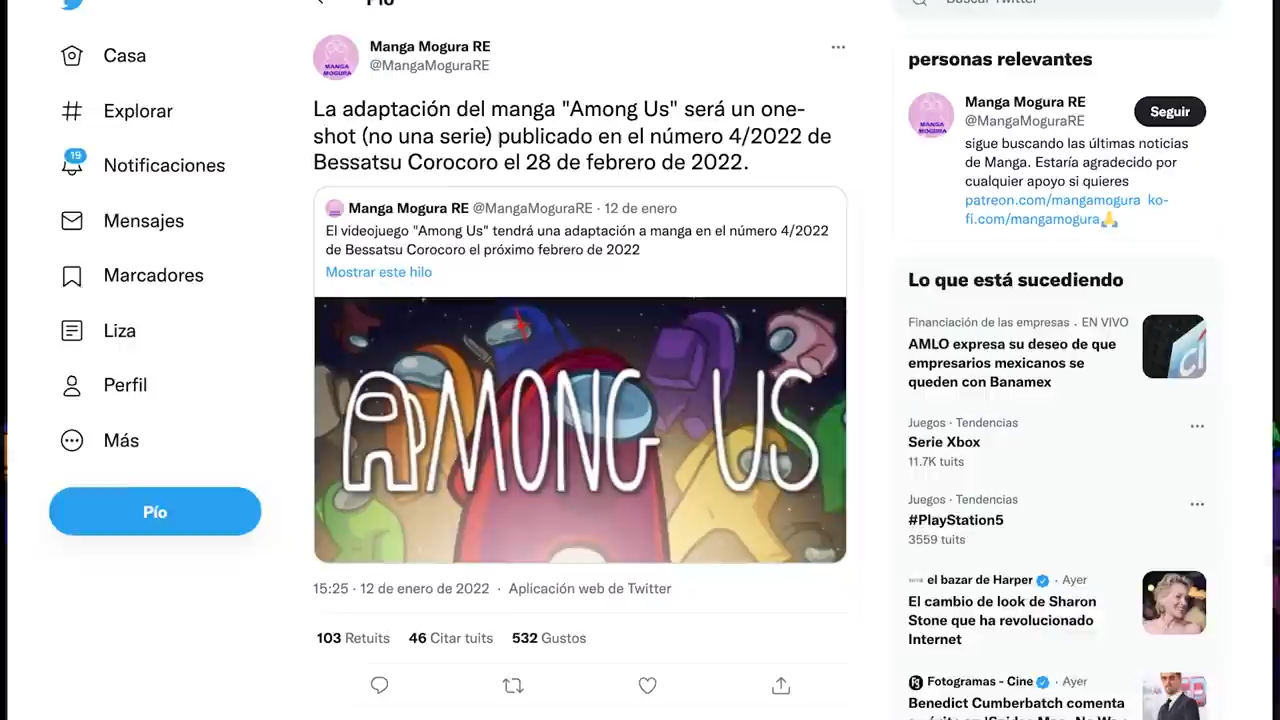 Pío
Casa
Explorar
19
Notificaciones
Mensajes
Marcadores
Liza
Perfil
Más
Pío
Manga Mogura RE
@MangaMoguraRE
La adaptación del manga "Among Us" será un one-
shot (no una serie) publicado en el número 4/2022 de
Bessatsu Corocoro el 28 de febrero de 2022.
Manga Mogura RE @MangaMoguraRE · 12 de enero
El videojuego "Among Us" tendrá una adaptación a manga en el número 4/2022
de Bessatsu Corocoro el próximo febrero de 2022
Mostrar este hilo
AMONG US
15:25 · 12 de enero de 2022 · Aplicación web de Twitter
103 Retuits 46 Citar tuits 532 Gustos
Buscar Twitter
personas relevantes
MANGA
MOGURA
Manga Mogura RE
@MangaMoguraRE
Seguir
sigue buscando las últimas noticias
de Manga. Estaría agradecido por
cualquier apoyo si quieres
patreon.com/mangamogura ko-
fi.com/mangamogura
Lo que está sucediendo
Financiación de las empresas . EN VIVO
AMLO expresa su deseo de que
empresarios mexicanos se
queden con Banamex
Juegos · Tendencias
Serie Xbox
11.7K tuits
Juegos · Tendencias
#PlayStation5
3559 tuits
el bazar de Harper · Ayer
El cambio de look de Sharon
Stone que ha revolucionado
Internet
Fotogramas - Cine · Ayer
Benedict Cumberbatch comenta